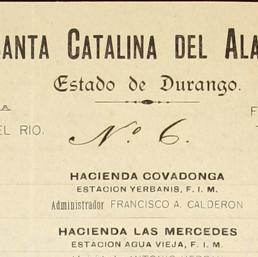 SANTA CATALINA DEL
Estado de Durango.
EL RIO.
Nº 6.
HACIENDA COVADONGA
ESTACION YERBANIS, F. I. M.
Administrador FRANCISCO A. CALDERON
HACIENDA LAS MERCEDES
ESTACION AGUA VIEJA, F. I. M.